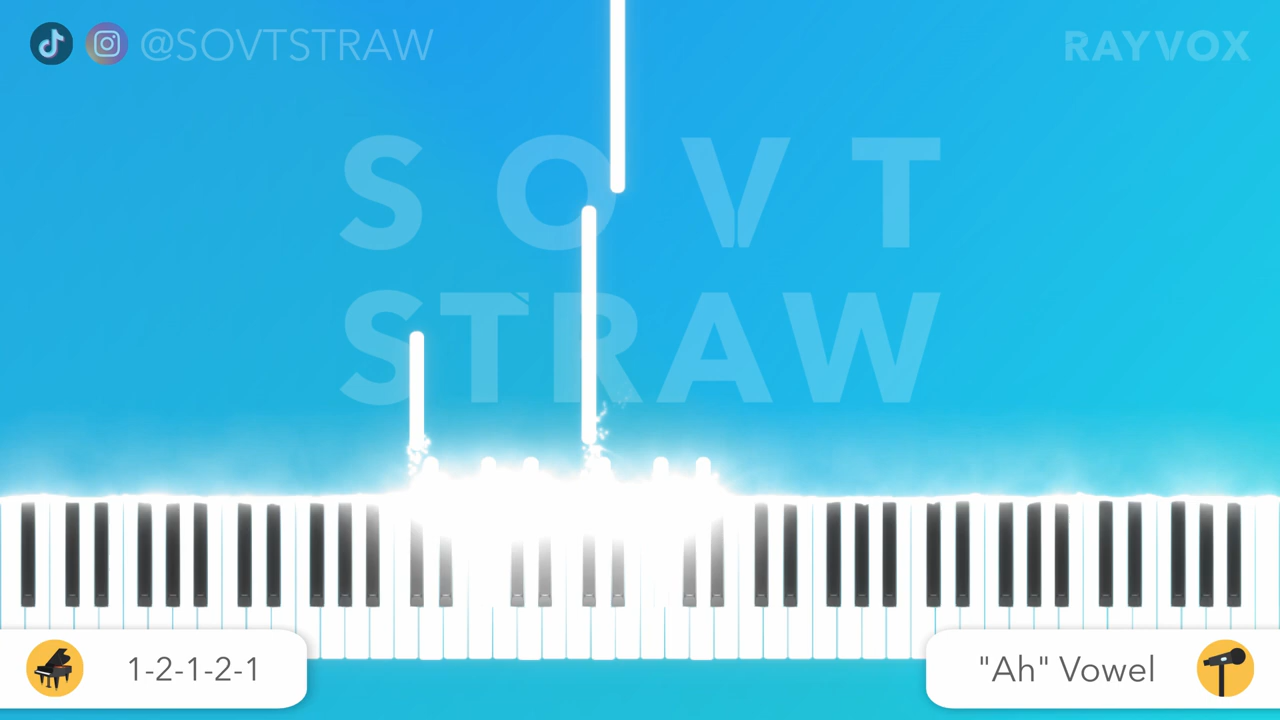 @SOVTSTRAW
RAYVOX
SOVT
STRAW
1-2-1-2-1
"Ah" Vowel